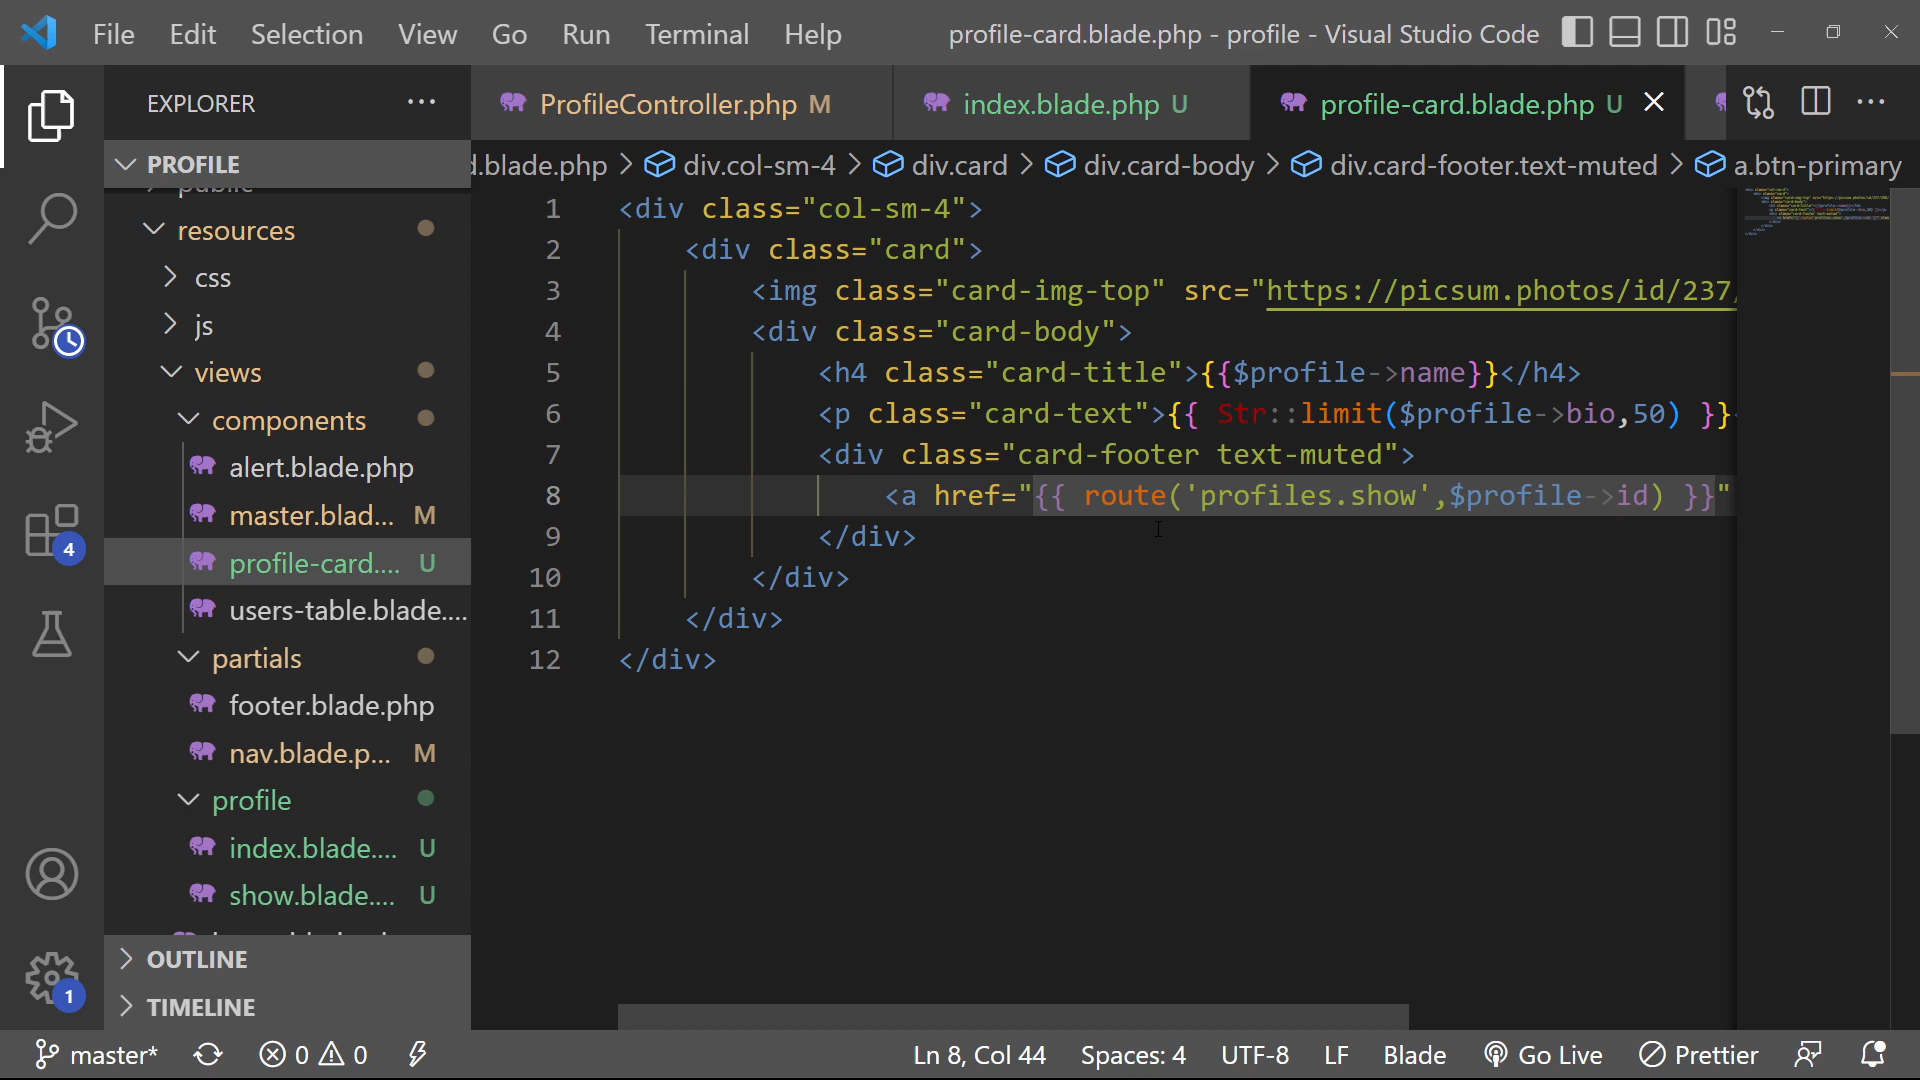 File Edit Selection View Go Run Terminal Help profile-card.blade.php - profile - Visual Studio Code
EXPLORER
ProfileController.php M index.blade.php U profile-card.blade.php U
PROFILE
d.blade.php > div.col-sm-4 > div.card > div.card-body > div.card-footer.text-muted > a.btn-primary
public
resources
css
js
views
components
alert.blade.php
master.blad... M
profile-card.... U
users-table.blade....
partials
footer.blade.php
nav.blade.p... M
profile
index.blade.... U
show.blade.... U
OUTLINE
TIMELINE
1 <div class="col-sm-4">
2 <div class="card">
3 <img class="card-img-top" src="https://picsum.photos/id/237/
4 <div class="card-body">
5 <h4 class="card-title">{{$profile->name}}</h4>
6 <p class="card-text">{{ Str::limit($profile->bio,50) }}<
7 <div class="card-footer text-muted">
8 <a href="{{ route('profiles.show',$profile->id) }}"
9 </div>
10 </div>
11 </div>
12 </div>
4
1
master* 0 0 Ln 8, Col 44 Spaces: 4 UTF-8 LF Blade Go Live Prettier